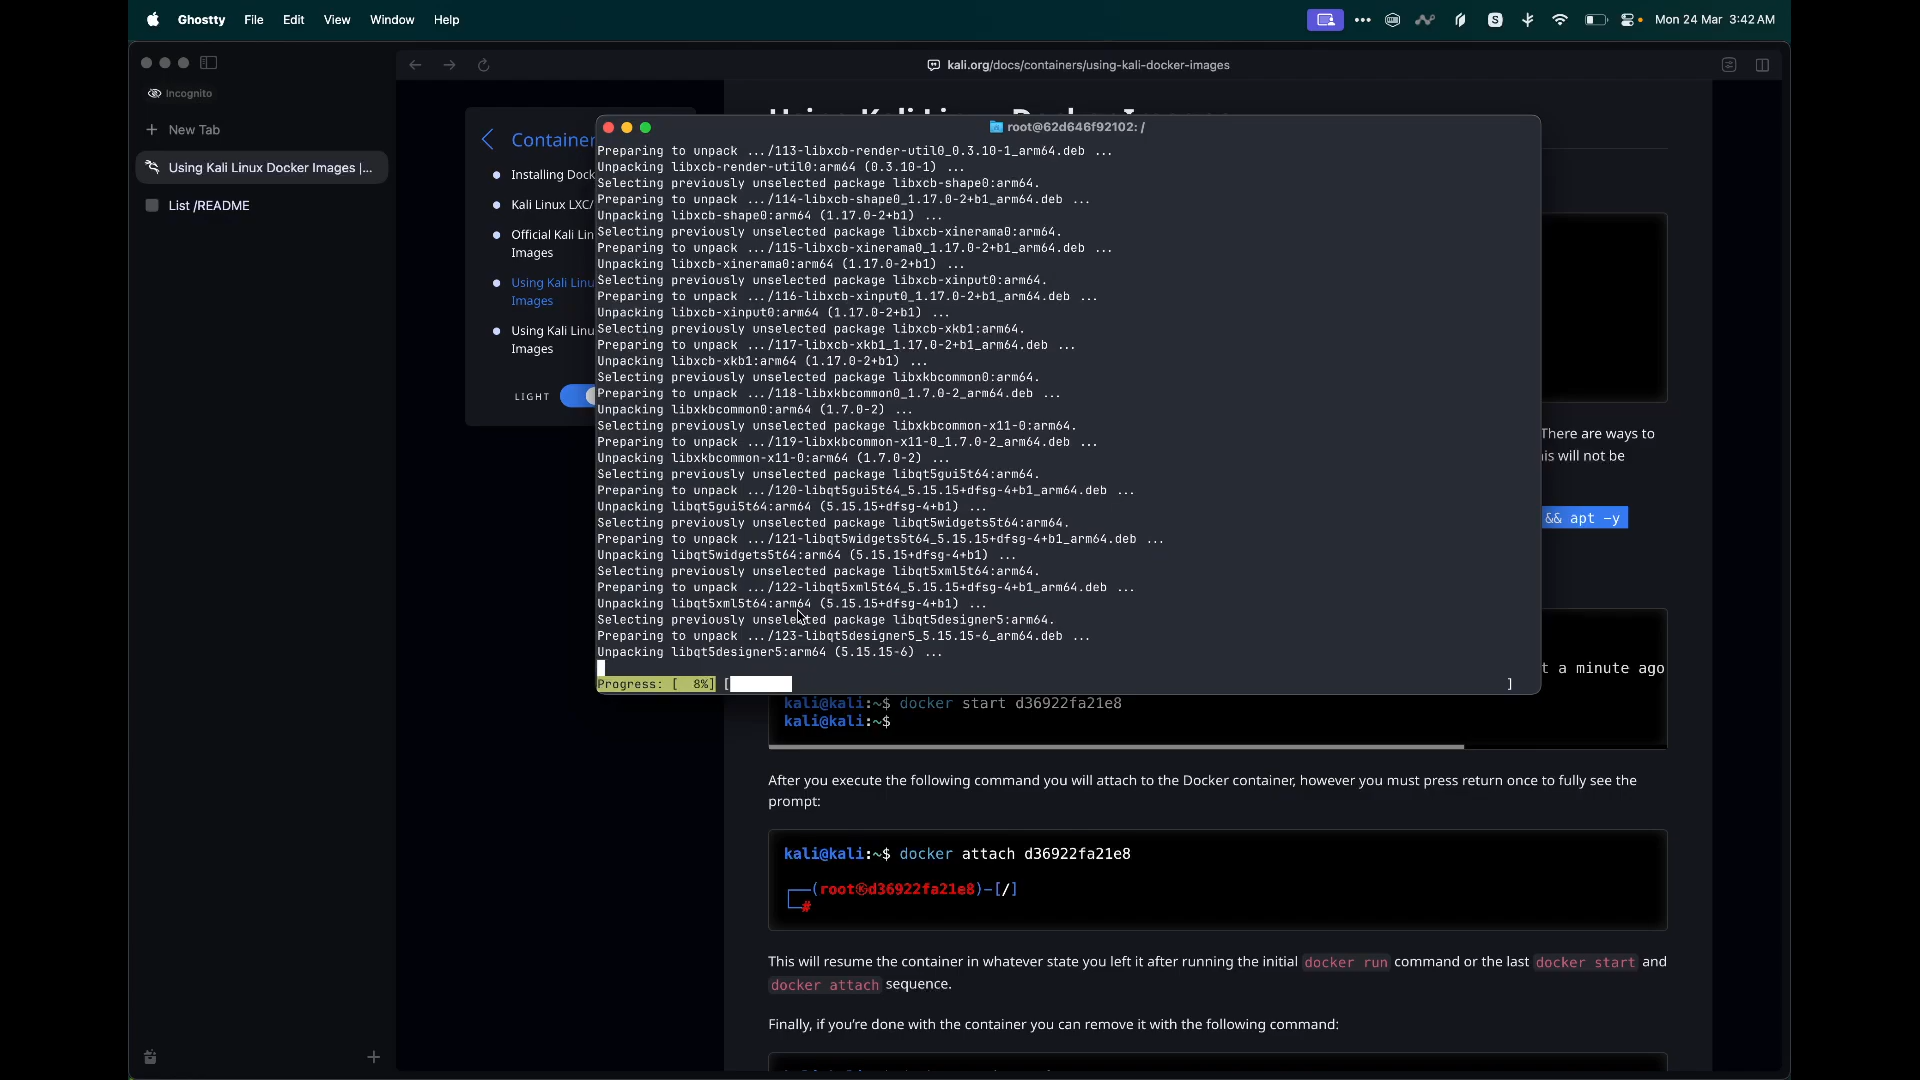 Ghostty File Edit View Window Help
S Mon 24 Mar 3:42 AM
kali.org/docs/containers/using-kali-docker-images
Incognito
New Tab
Using Kali Linux Docker Images |...
List /README
Using Kali Linux Docker Images
Container
Installing Dock
Kali Linux LXC/
Official Kali Lin
Images
Using Kali Linu
Images
Using Kali Linu
Images
LIGHT
root@62d646f92102: /
Preparing to unpack .../113-libxcb-render-util0_0.3.10-1_arm64.deb ...
Unpacking libxcb-render-util0:arm64 (0.3.10-1) ...
Selecting previously unselected package libxcb-shape0:arm64.
Preparing to unpack .../114-libxcb-shape0_1.17.0-2+b1_arm64.deb ...
Unpacking libxcb-shape0:arm64 (1.17.0-2+b1) ...
Selecting previously unselected package libxcb-xinerama0:arm64.
Preparing to unpack .../115-libxcb-xinerama0_1.17.0-2+b1_arm64.deb ...
Unpacking libxcb-xinerama0:arm64 (1.17.0-2+b1) ...
Selecting previously unselected package libxcb-xinput0:arm64.
Preparing to unpack .../116-libxcb-xinput0_1.17.0-2+b1_arm64.deb ...
Unpacking libxcb-xinput0:arm64 (1.17.0-2+b1) ...
Selecting previously unselected package libxcb-xkb1:arm64.
Preparing to unpack .../117-libxcb-xkb1_1.17.0-2+b1_arm64.deb ...
Unpacking libxcb-xkb1:arm64 (1.17.0-2+b1) ...
Selecting previously unselected package libxkbcommon0:arm64.
Preparing to unpack .../118-libxkbcommon0_1.7.0-2_arm64.deb ...
Unpacking libxkbcommon0:arm64 (1.7.0-2) ...
Selecting previously unselected package libxkbcommon-x11-0:arm64.
Preparing to unpack .../119-libxkbcommon-x11-0_1.7.0-2_arm64.deb ...
Unpacking libxkbcommon-x11-0:arm64 (1.7.0-2) ...
Selecting previously unselected package libqt5gui5t64:arm64.
Preparing to unpack .../120-libqt5gui5t64_5.15.15+dfsg-4+b1_arm64.deb ...
Unpacking libqt5gui5t64:arm64 (5.15.15+dfsg-4+b1) ...
Selecting previously unselected package libqt5widgets5t64:arm64.
Preparing to unpack .../121-libqt5widgets5t64_5.15.15+dfsg-4+b1_arm64.deb ...
Unpacking libqt5widgets5t64:arm64 (5.15.15+dfsg-4+b1) ...
Selecting previously unselected package libqt5xml5t64:arm64.
Preparing to unpack .../122-libqt5xml5t64_5.15.15+dfsg-4+b1_arm64.deb ...
Unpacking libqt5xml5t64:arm64 (5.15.15+dfsg-4+b1) ...
Selecting previously unselected package libqt5designer5:arm64.
Preparing to unpack .../123-libqt5designer5_5.15.15-6_arm64.deb ...
Unpacking libqt5designer5:arm64 (5.15.15-6) ...
Progress: [  8%] [ ]
There are ways to
is will not be
&& apt -y
t a minute ago
kali@kali:~$ docker start d36922fa21e8
kali@kali:~$
After you execute the following command you will attach to the Docker container, however you must press return once to fully see the
prompt:
kali@kali:~$ docker attach d36922fa21e8
┌──(root㉿d36922fa21e8)-[/]
└─#
This will resume the container in whatever state you left it after running the initial docker run command or the last docker start and
docker attach sequence.
Finally, if you're done with the container you can remove it with the following command: